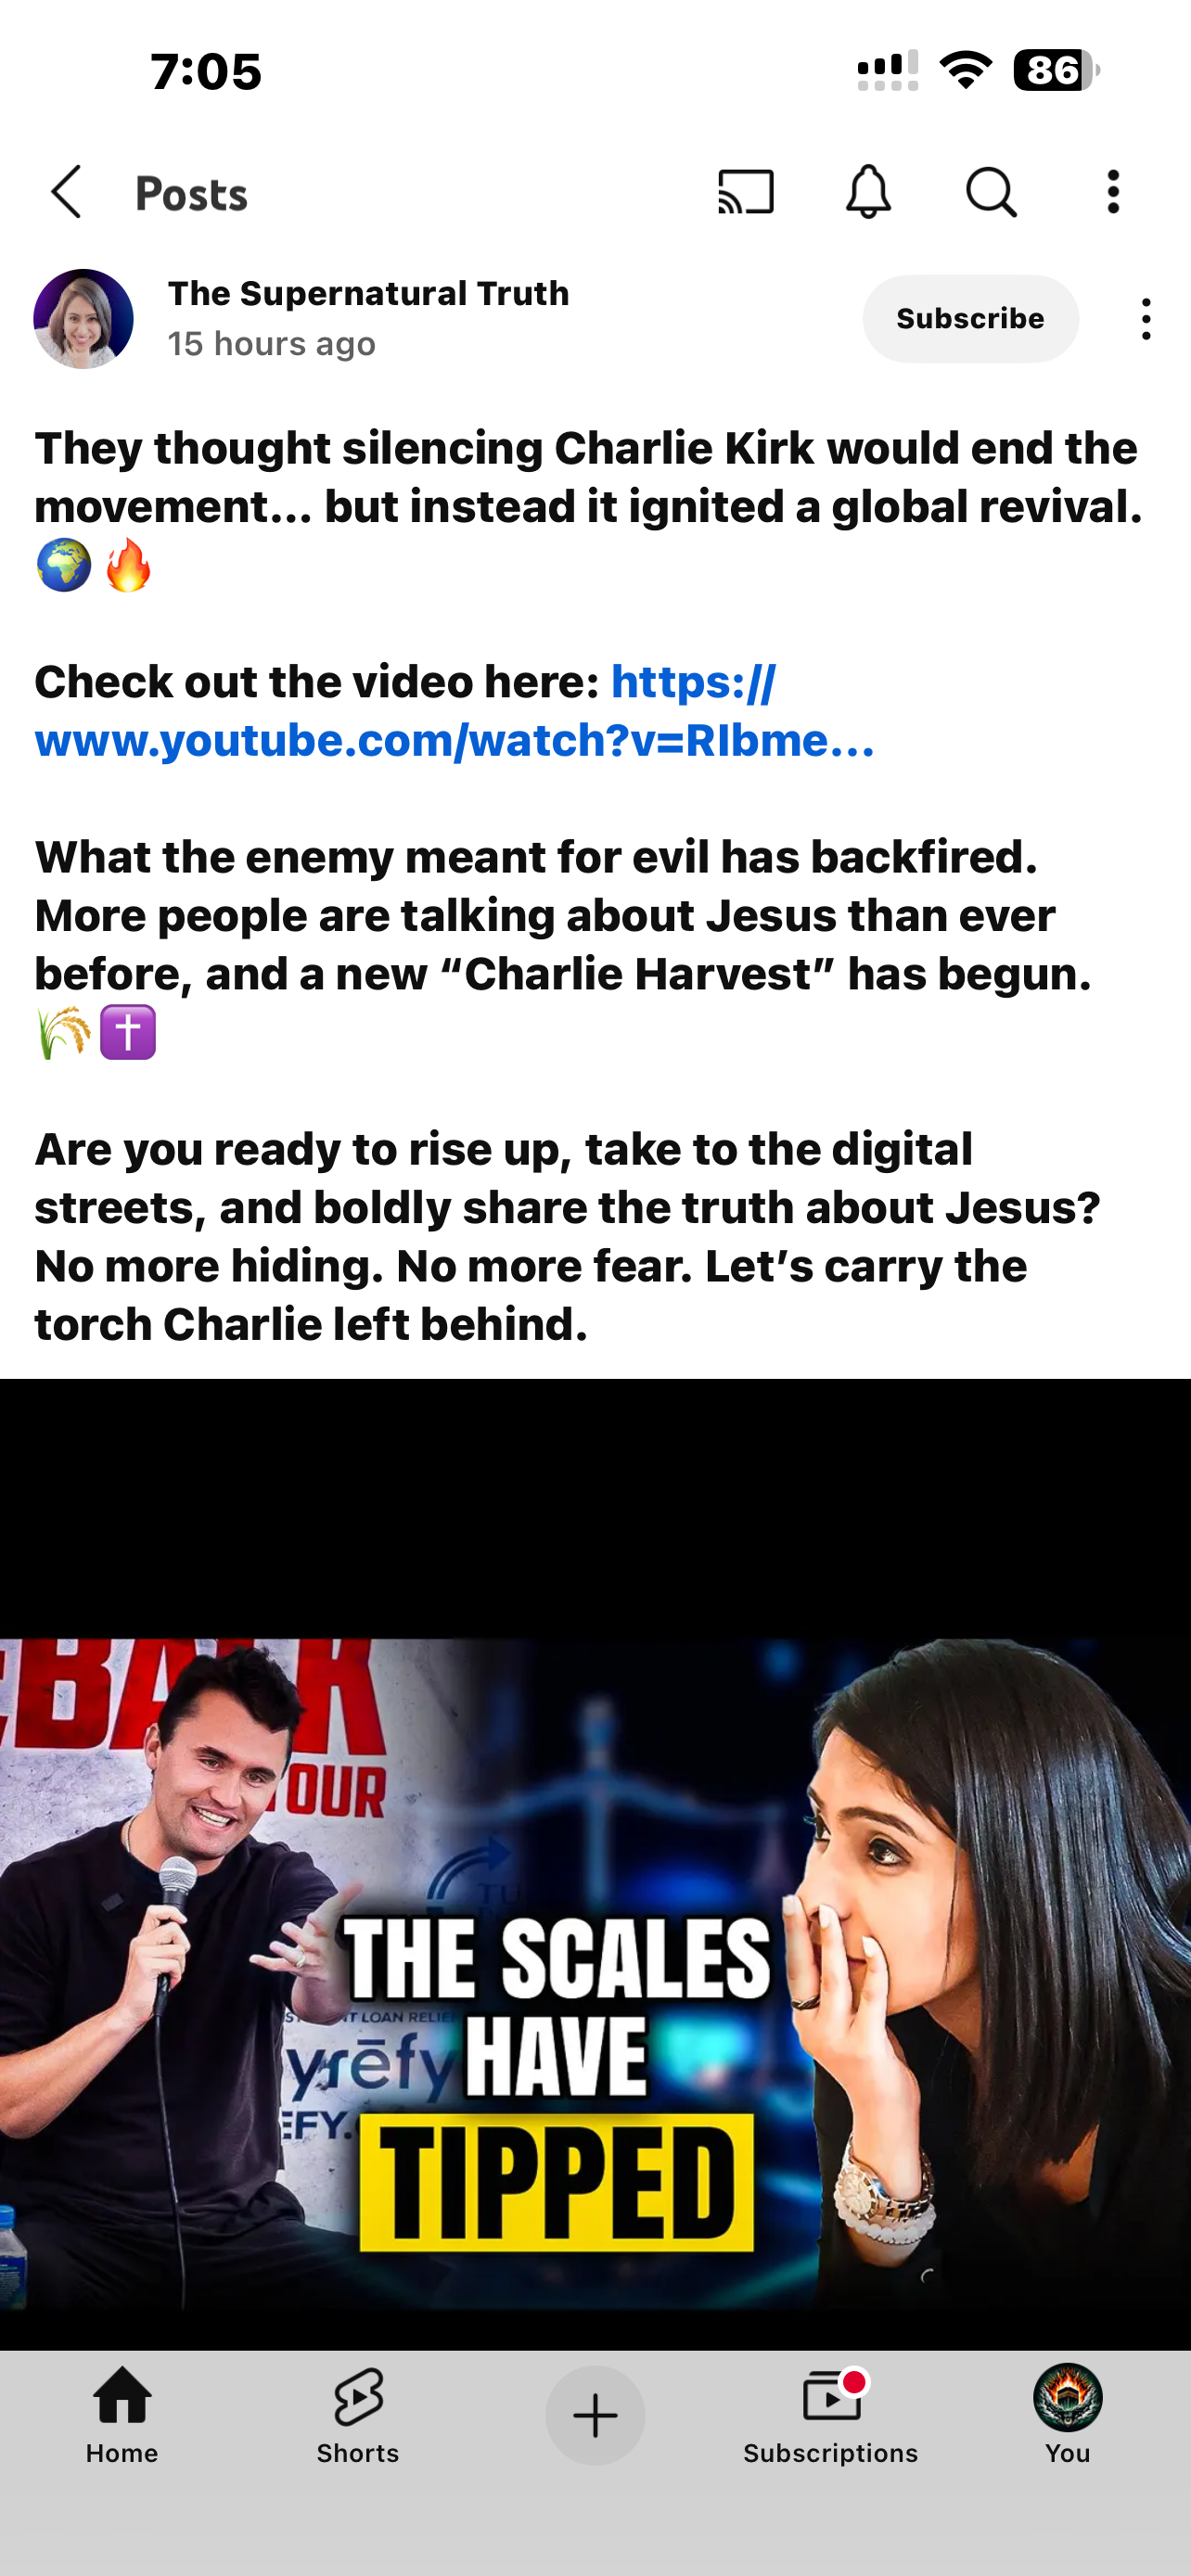 7:05
86
Posts
The Supernatural Truth
15 hours ago
Subscribe
They thought silencing Charlie Kirk would end the
movement... but instead it ignited a global revival.
🌍🔥
Check out the video here: https://
www.youtube.com/watch?v=RIbme...
What the enemy meant for evil has backfired.
More people are talking about Jesus than ever
before, and a new “Charlie Harvest” has begun.
🌾✝️
Are you ready to rise up, take to the digital
streets, and boldly share the truth about Jesus?
No more hiding. No more fear. Let’s carry the
torch Charlie left behind.
OUR
THE SCALES
HAVE
TIPPED
T LOAN RELIEF
yrefy
EFY.
Home
Shorts
Subscriptions
You